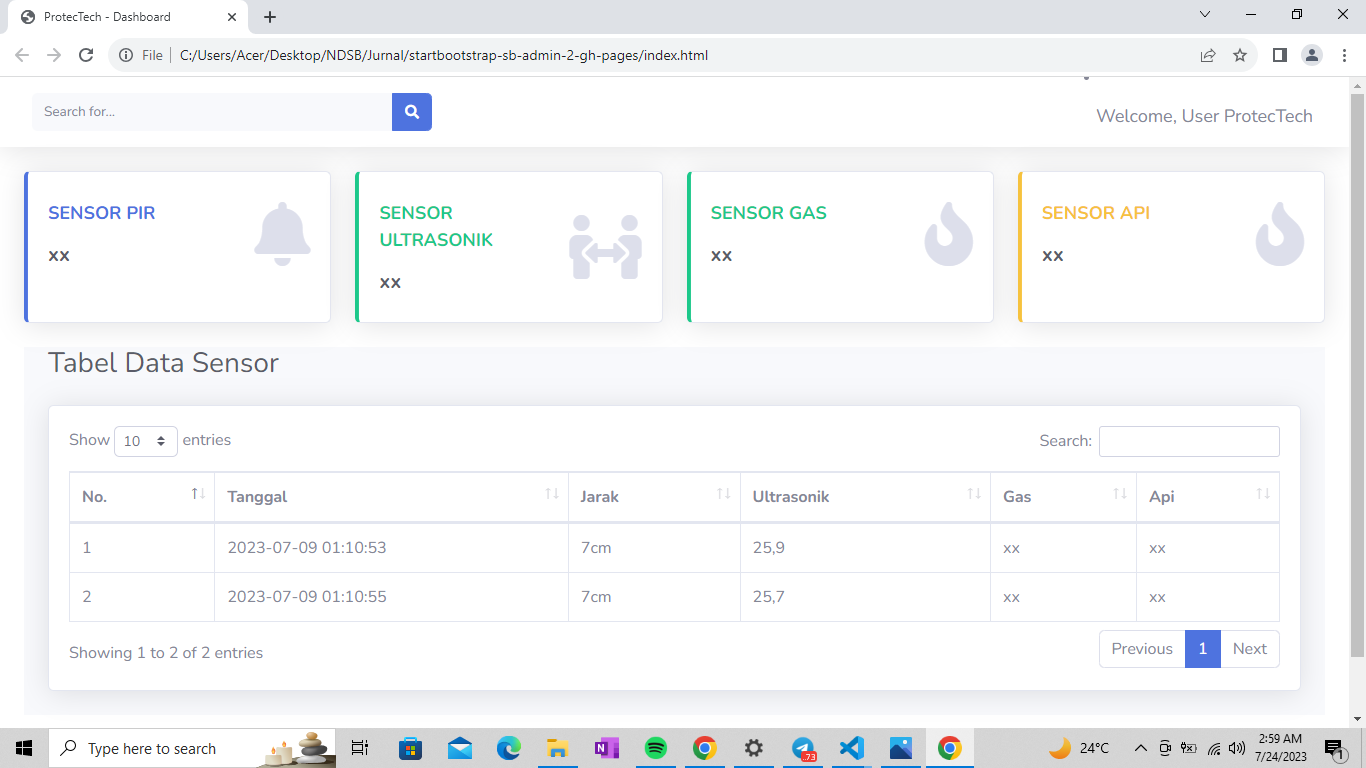 ProtecTech - Dashboard
File C:/Users/Acer/Desktop/NDSB/Jurnal/startbootstrap-sb-admin-2-gh-pages/index.html
Search for...
Welcome, User ProtecTech
SENSOR PIR
xx
SENSOR
ULTRASONIK
xx
SENSOR GAS
xx
SENSOR API
xx
Tabel Data Sensor
Show 10 entries
Search:
No. Tanggal Jarak Ultrasonik Gas Api
1 2023-07-09 01:10:53 7cm 25,9 xx xx
2 2023-07-09 01:10:55 7cm 25,7 xx xx
Showing 1 to 2 of 2 entries
Previous 1 Next
Type here to search
N
.73
24°C
2:59 AM
7/24/2023
1